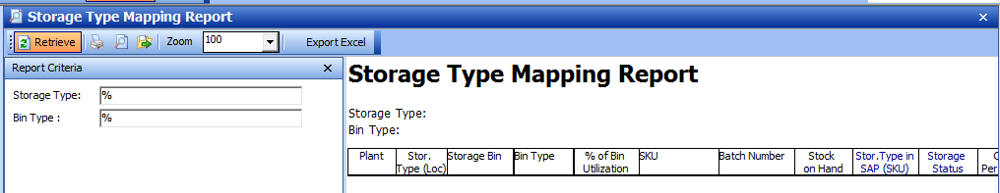 Storage Type Mapping Report
Retrieve Zoom 100 Export Excel
Report Criteria
Storage Type: %
Bin Type : %
Storage Type Mapping Report
Storage Type:
Bin Type:
Plant Stor. Type (Loc) Storage Bin Bin Type % of Bin Utilization SKU Batch Number Stock on Hand Stor.Type in SAP (SKU) Storage Status